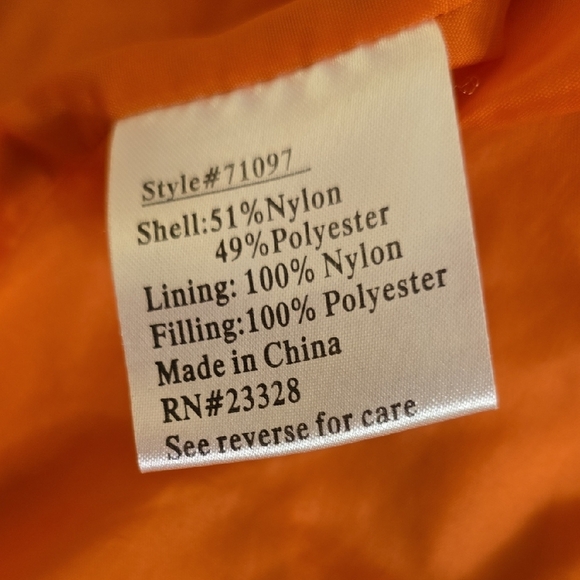 Style#71097
Shell:51%Nylon
49%Polyester
Lining: 100% Nylon
Filling:100% Polyester
Made in China
RN#23328
See reverse for care